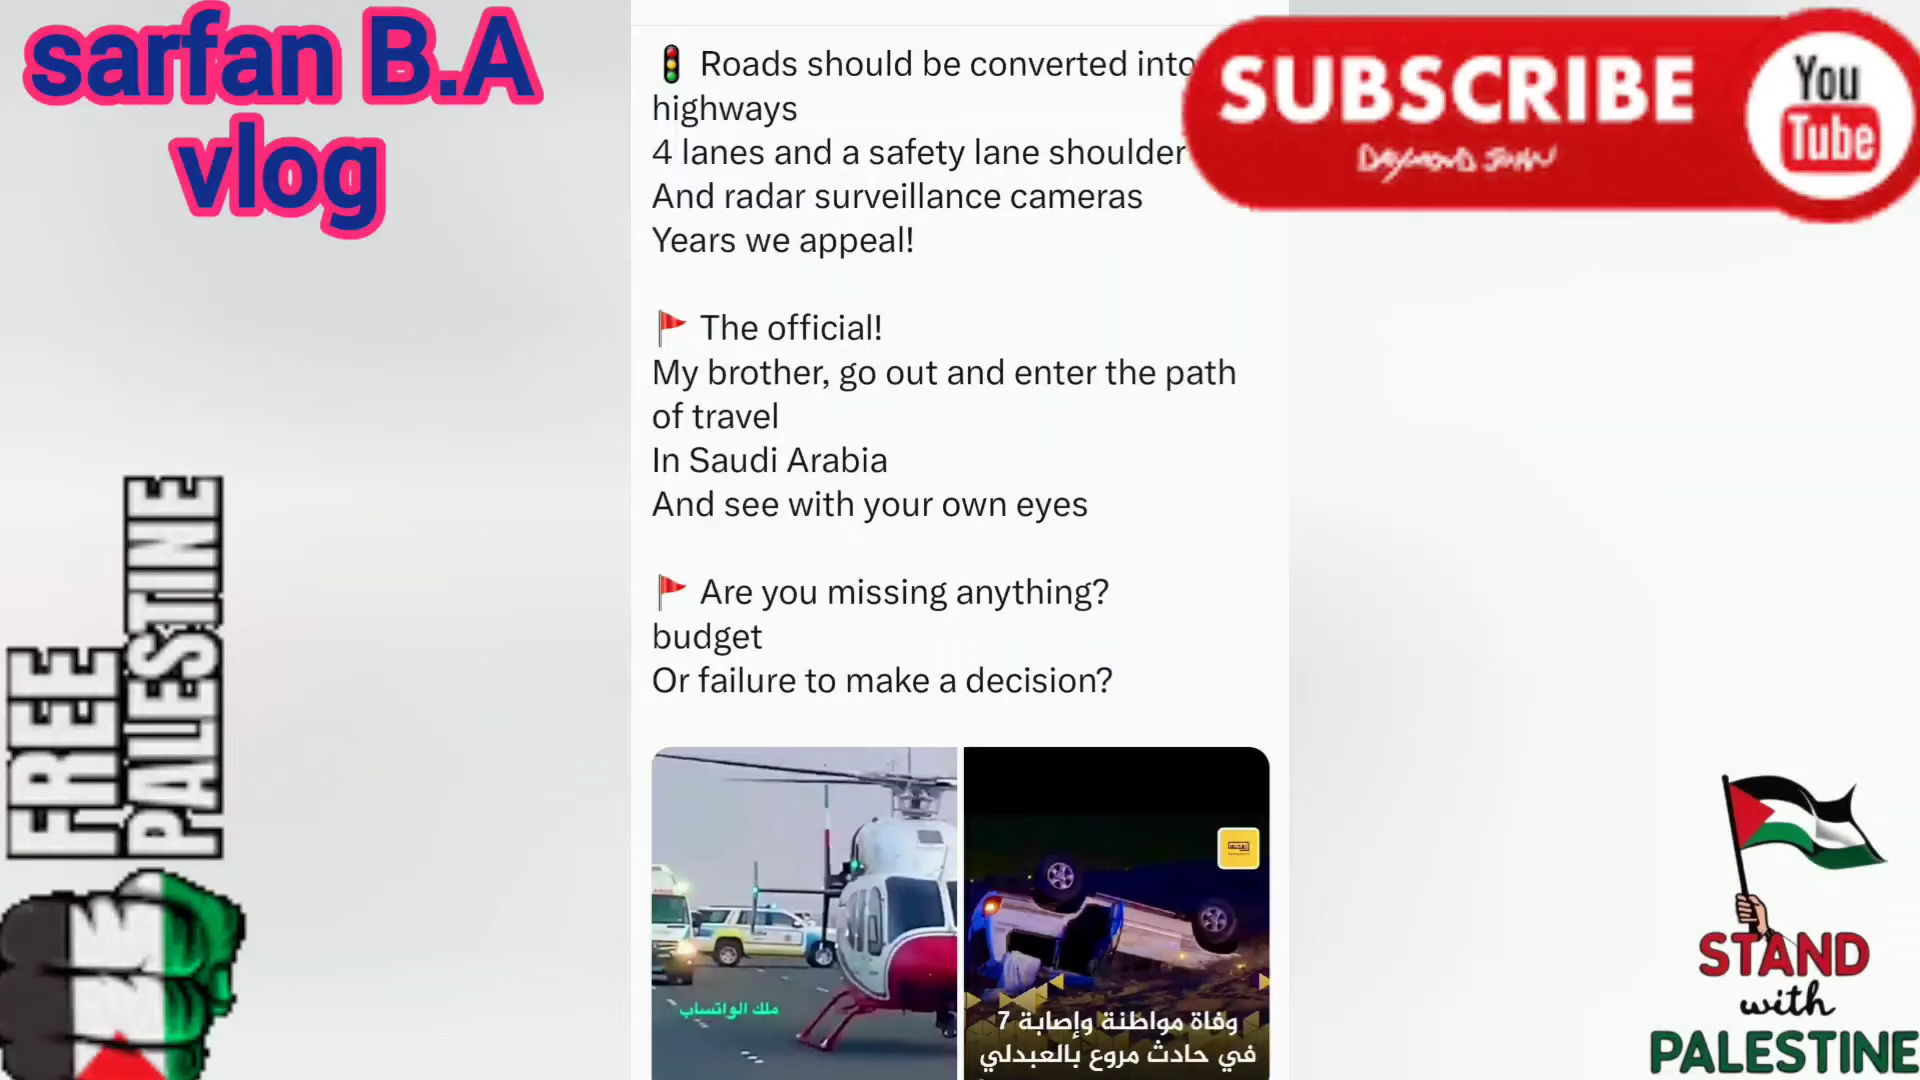 sarfan B.A
vlog
🚦 Roads should be converted into
highways
4 lanes and a safety lane shoulder
And radar surveillance cameras
Years we appeal!
🚩 The official!
My brother, go out and enter the path
of travel
In Saudi Arabia
And see with your own eyes
🚩 Are you missing anything?
budget
Or failure to make a decision?
SUBSCRIBE
You
Tube
FREE
PALESTINE
ملك الواتساب
وفاة مواطنة وإصابة 7
في حادث مروع بالعبدلي
STAND
with
PALESTINE